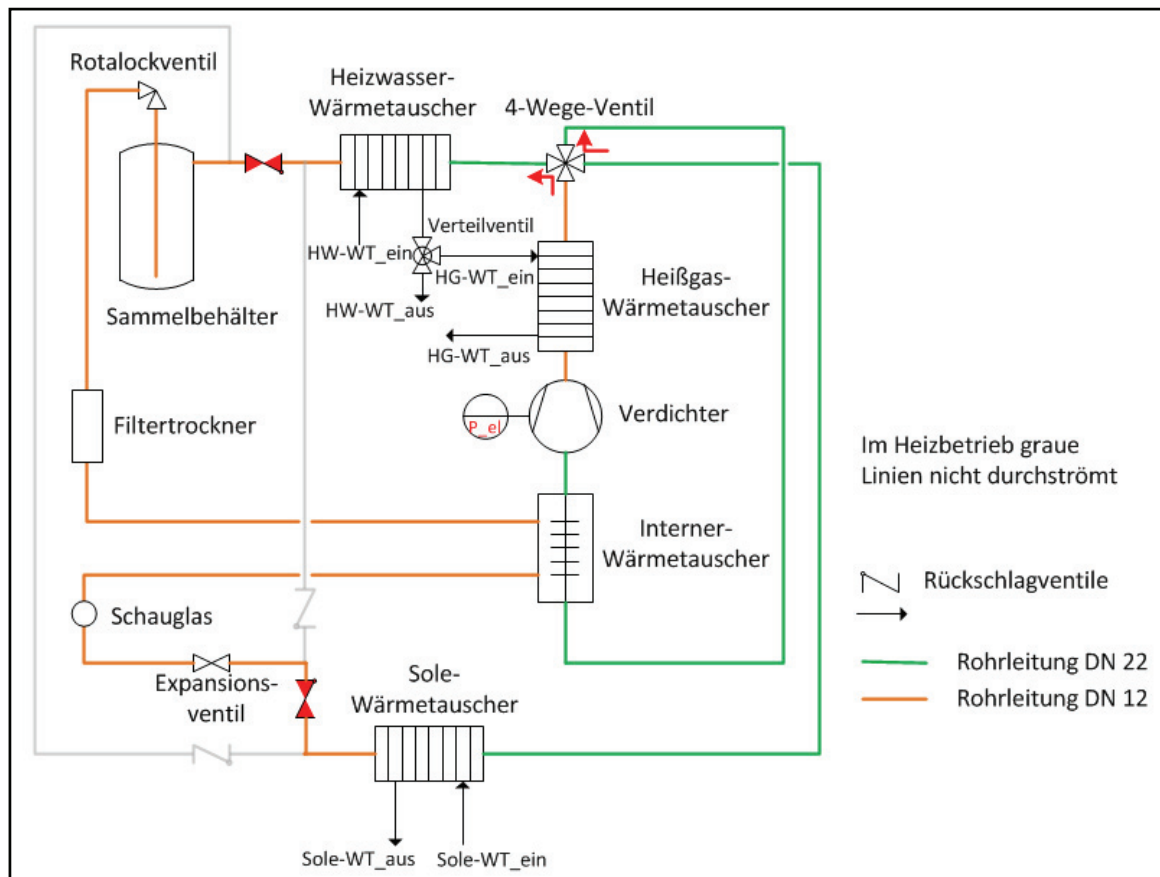 Rotalockventil
Heizwasser-
Wärmetauscher
4-Wege-Ventil
Verteilventil
HW-WT_ein
HG-WT_ein
HW-WT_aus
Sammelbehälter
Heißgas-
Wärmetauscher
HG-WT_aus
P_el
Verdichter
Filtertrockner
Im Heizbetrieb graue
Linien nicht durchströmt
Interner-
Wärmetauscher
Rückschlagventile
Schauglas
Expansions-
ventil
Sole-
Wärmetauscher
Rohrleitung DN 22
Rohrleitung DN 12
Sole-WT_aus
Sole-WT_ein